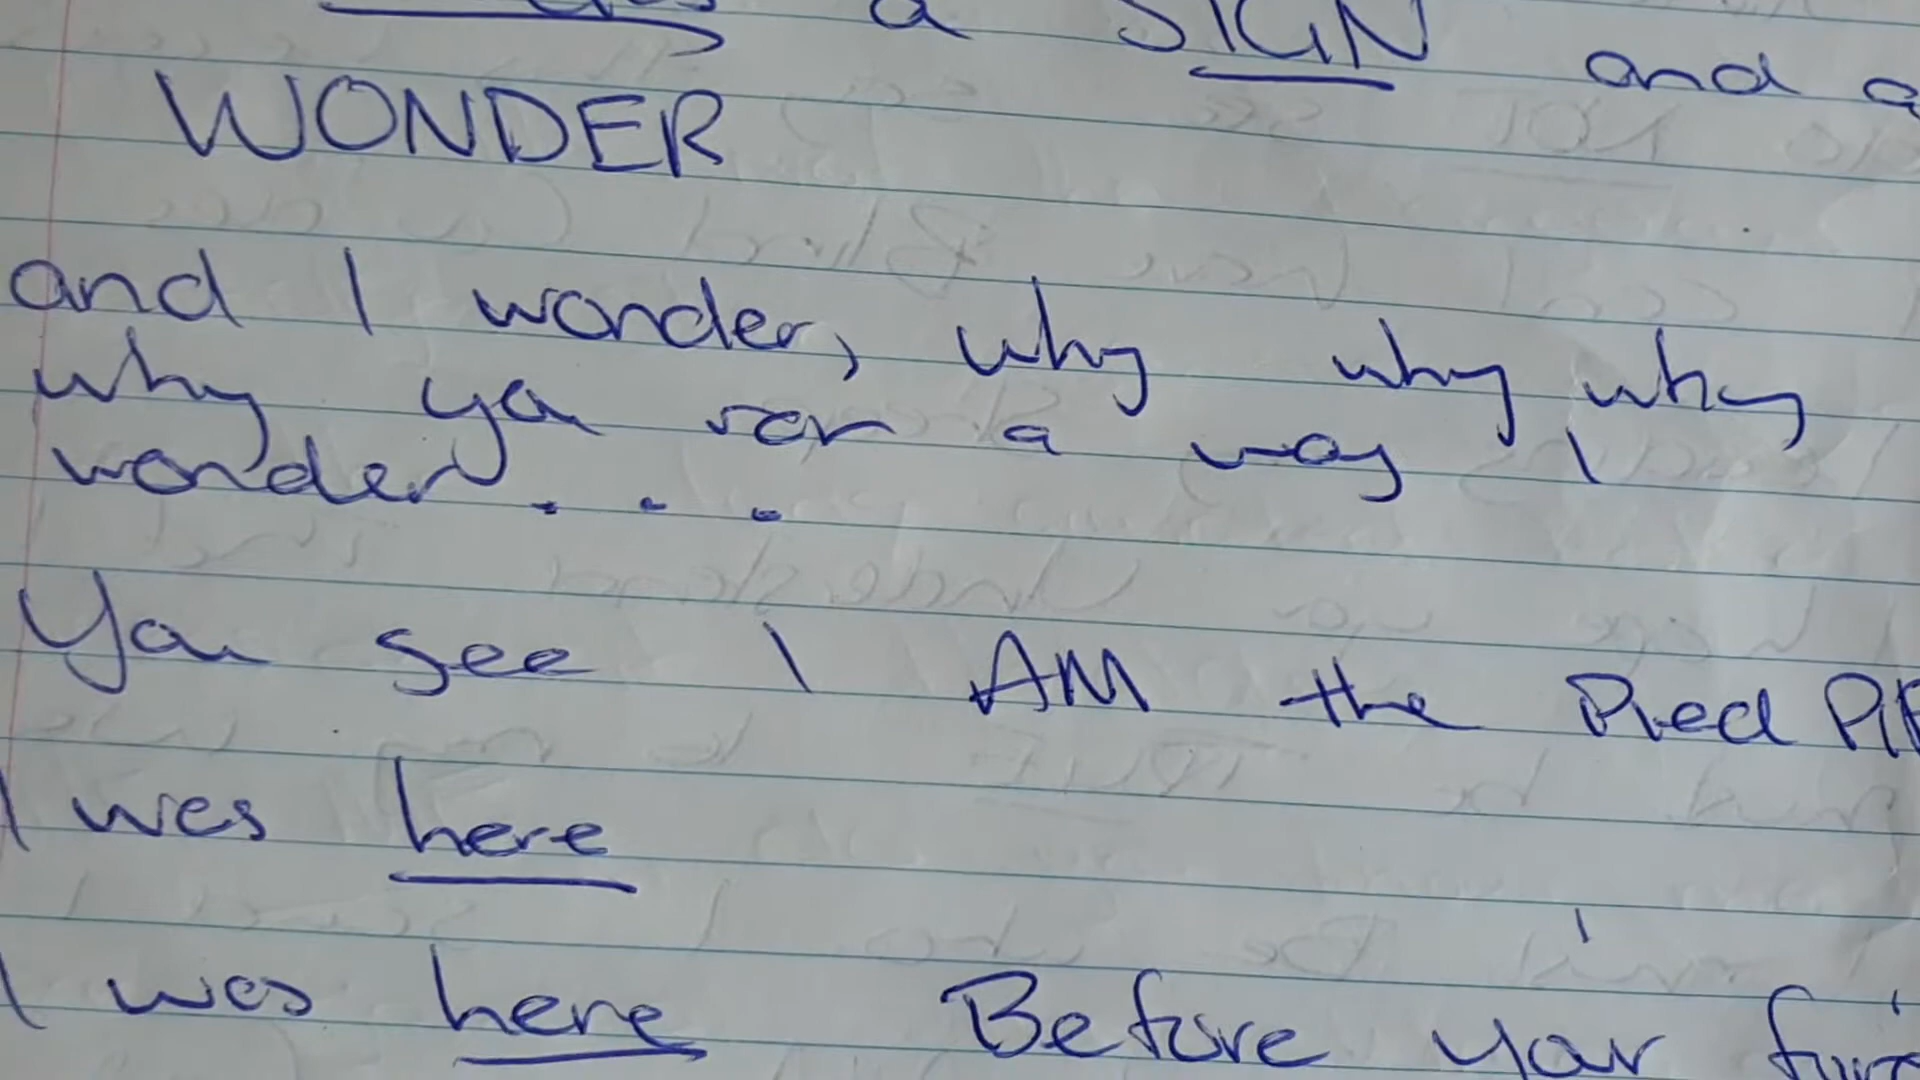 a SIGN and a
WONDER
and I wonder, why why why
why you ran a way I
wonder...
You see I AM the Pied
I was here
I was here Before your